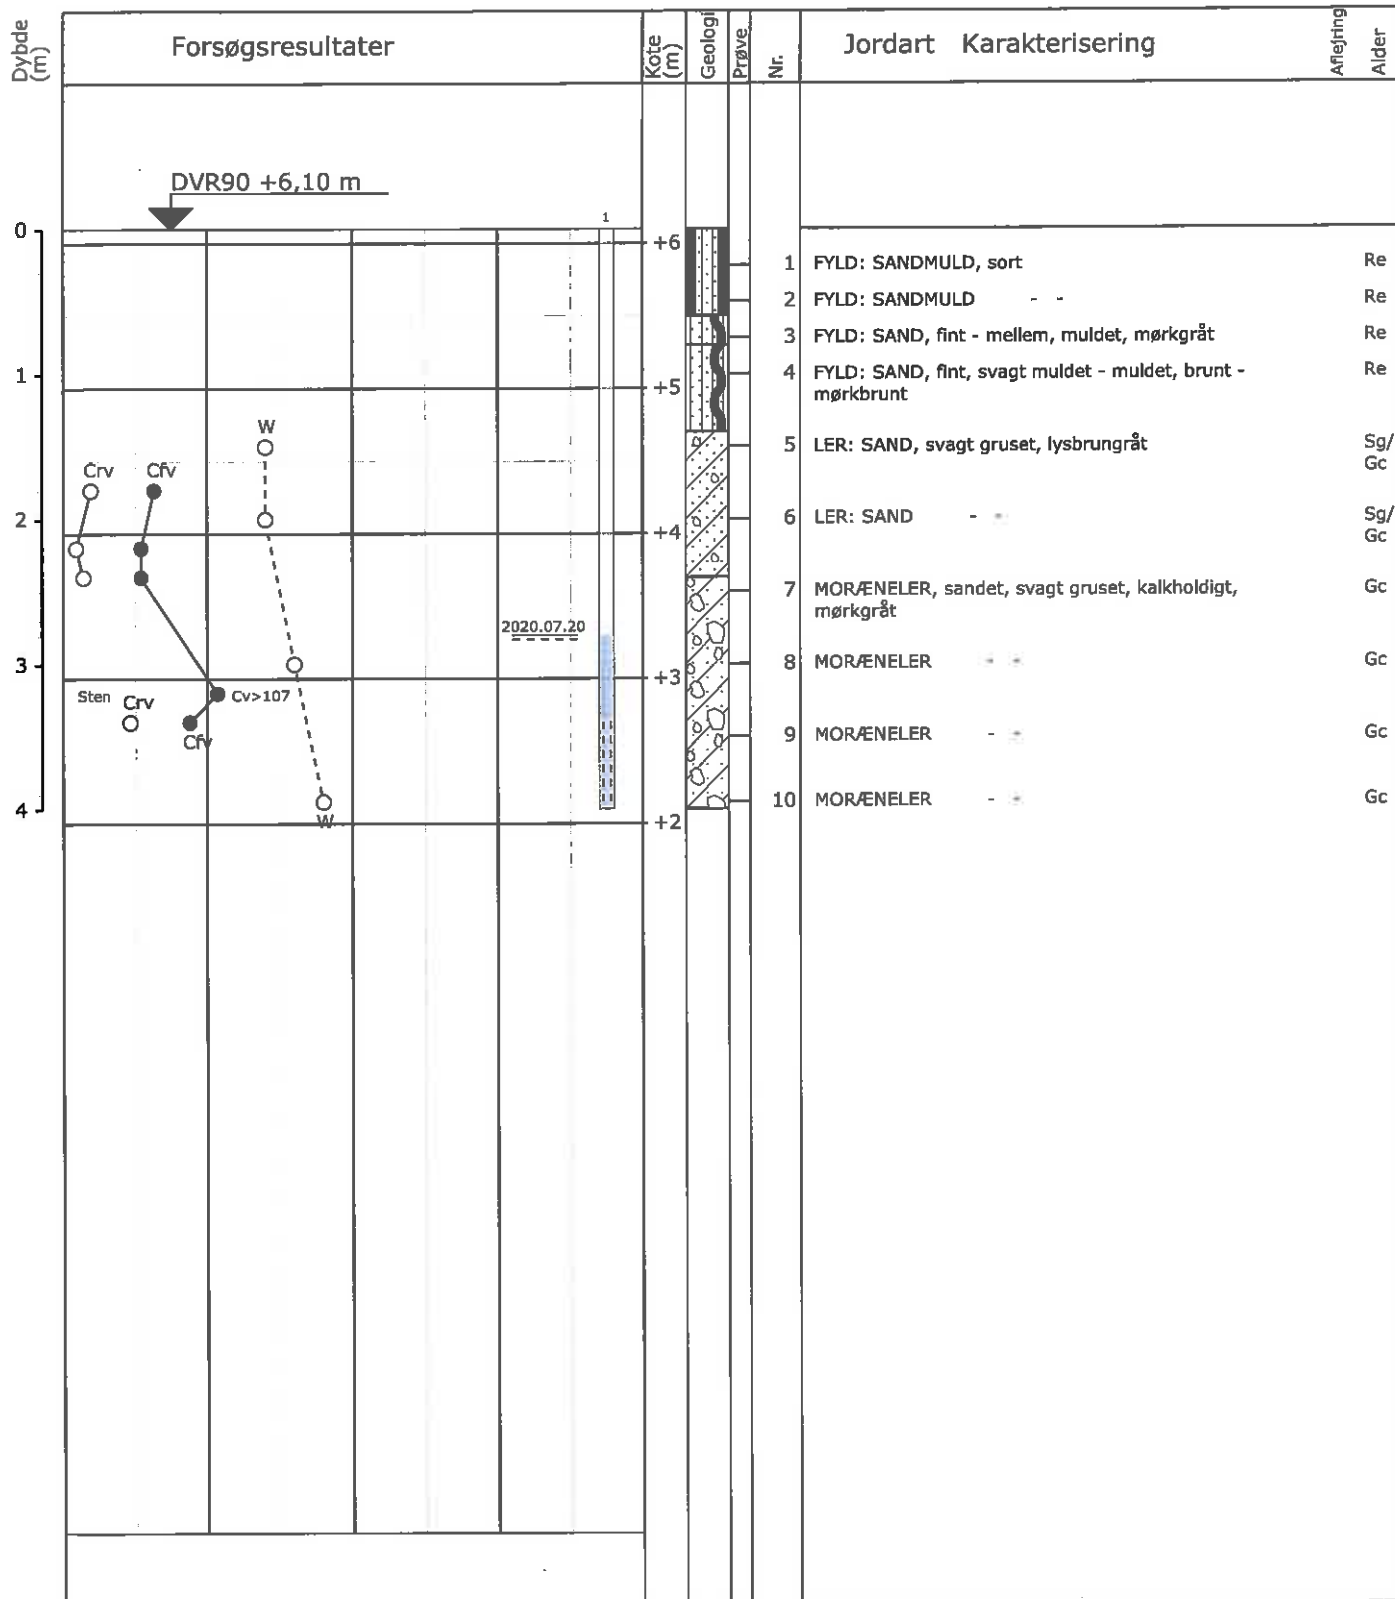 Dybde (m)
Forsøgsresultater
Kote (m)
Geologi
Prøve
Nr.
Jordart Karakterisering
Aflejring
Alder
DVR90 +6,10 m
1
0
+6
1 FYLD: SANDMULD, sort Re
2 FYLD: SANDMULD - - Re
3 FYLD: SAND, fint - mellem, muldet, mørkgråt Re
1
+5
4 FYLD: SAND, fint, svagt muldet - muldet, brunt - Re
mørkbrunt
W
5 LER: SAND, svagt gruset, lysbrungråt Sg/
Gc
Crv Cfv
2
+4
6 LER: SAND - - Sg/
Gc
7 MORÆNELER, sandet, svagt gruset, kalkholdigt, Gc
mørkgråt
2020.07.20
3
+3
8 MORÆNELER - - Gc
Sten Crv Cv>107
Cfv
9 MORÆNELER - - Gc
4
+2
W
10 MORÆNELER - - Gc